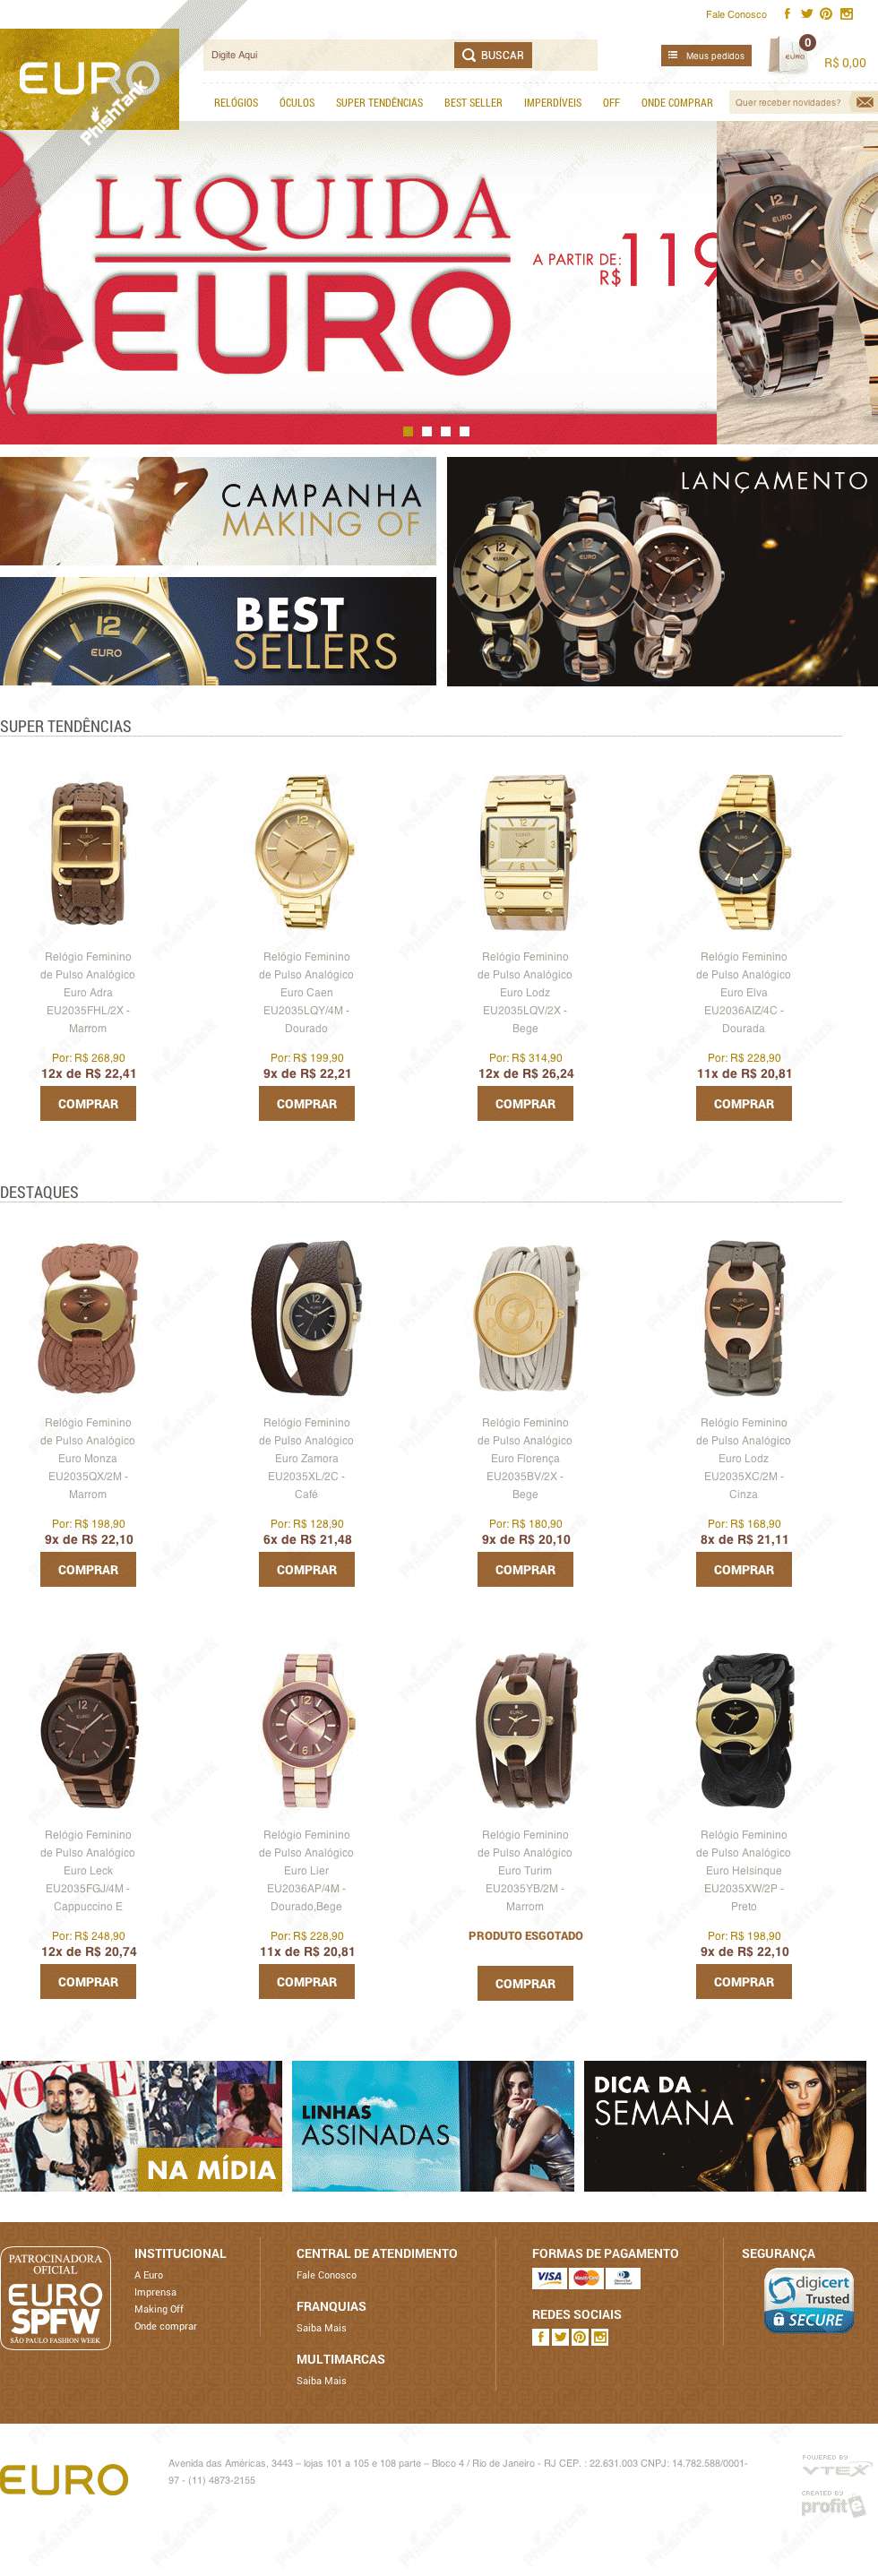 Fale Conosco
EURO
PhishTank
Digite Aqui
BUSCAR
Meus pedidos
0
EURO
R$ 0,00
RELÓGIOS ÓCULOS SUPER TENDÊNCIAS BEST SELLER IMPERDÍVEIS OFF ONDE COMPRAR
Quer receber novidades?
LIQUIDA
EURO
A PARTIR DE:
R$ 119
CAMPANHA
MAKING OF
LANÇAMENTO
BEST
SELLERS
SUPER TENDÊNCIAS
Relógio Feminino
de Pulso Analógico
Euro Adra
EU2035FHL/2X -
Marrom
Por: R$ 268,90
12x de R$ 22,41
COMPRAR
Relógio Feminino
de Pulso Analógico
Euro Caen
EU2035LQY/4M -
Dourado
Por: R$ 199,90
9x de R$ 22,21
COMPRAR
Relógio Feminino
de Pulso Analógico
Euro Lodz
EU2035LQV/2X -
Bege
Por: R$ 314,90
12x de R$ 26,24
COMPRAR
Relógio Feminino
de Pulso Analógico
Euro Elva
EU2036AIZ/4C -
Dourada
Por: R$ 228,90
11x de R$ 20,81
COMPRAR
DESTAQUES
Relógio Feminino
de Pulso Analógico
Euro Monza
EU2035QX/2M -
Marrom
Por: R$ 198,90
9x de R$ 22,10
COMPRAR
Relógio Feminino
de Pulso Analógico
Euro Zamora
EU2035XL/2C -
Café
Por: R$ 128,90
6x de R$ 21,48
COMPRAR
Relógio Feminino
de Pulso Analógico
Euro Florença
EU2035BV/2X -
Bege
Por: R$ 180,90
9x de R$ 20,10
COMPRAR
Relógio Feminino
de Pulso Analógico
Euro Lodz
EU2035XC/2M -
Cinza
Por: R$ 168,90
8x de R$ 21,11
COMPRAR
Relógio Feminino
de Pulso Analógico
Euro Leck
EU2035FGJ/4M -
Cappuccino E
Por: R$ 248,90
12x de R$ 20,74
COMPRAR
Relógio Feminino
de Pulso Analógico
Euro Lier
EU2036AP/4M -
Dourado,Bege
Por: R$ 228,90
11x de R$ 20,81
COMPRAR
Relógio Feminino
de Pulso Analógico
Euro Turim
EU2035YB/2M -
Marrom
PRODUTO ESGOTADO
COMPRAR
Relógio Feminino
de Pulso Analógico
Euro Helsinque
EU2035XW/2P -
Preto
Por: R$ 198,90
9x de R$ 22,10
COMPRAR
VOGUE
NA MÍDIA
LINHAS
ASSINADAS
DICA DA
SEMANA
PATROCINADORA
OFICIAL
EURO
SPFW
SÃO PAULO FASHION WEEK
INSTITUCIONAL
A Euro
Imprensa
Making Off
Onde comprar
CENTRAL DE ATENDIMENTO
Fale Conosco
FRANQUIAS
Saiba Mais
MULTIMARCAS
Saiba Mais
FORMAS DE PAGAMENTO
VISA MasterCard Diners Club
REDES SOCIAIS
SEGURANÇA
digicert
Trusted
SECURE
EURO
Avenida das Américas, 3443 – lojas 101 a 105 e 108 parte – Bloco 4 / Rio de Janeiro - RJ CEP. : 22.631.003 CNPJ: 14.782.588/0001-
97 - (11) 4873-2155
POWERED BY
VTEX
CREATED BY
profite